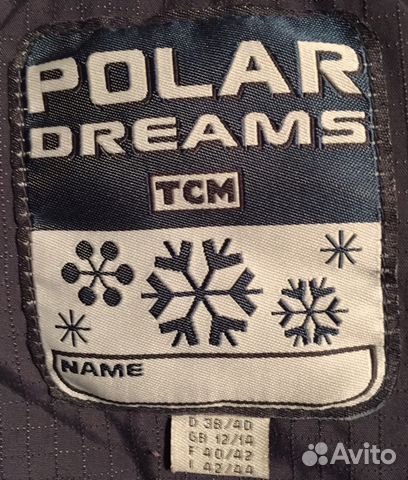 POLAR
DREAMS
TCM
NAME
D 38/40
GB 12/14
F 40/42
I 42/44
Avito